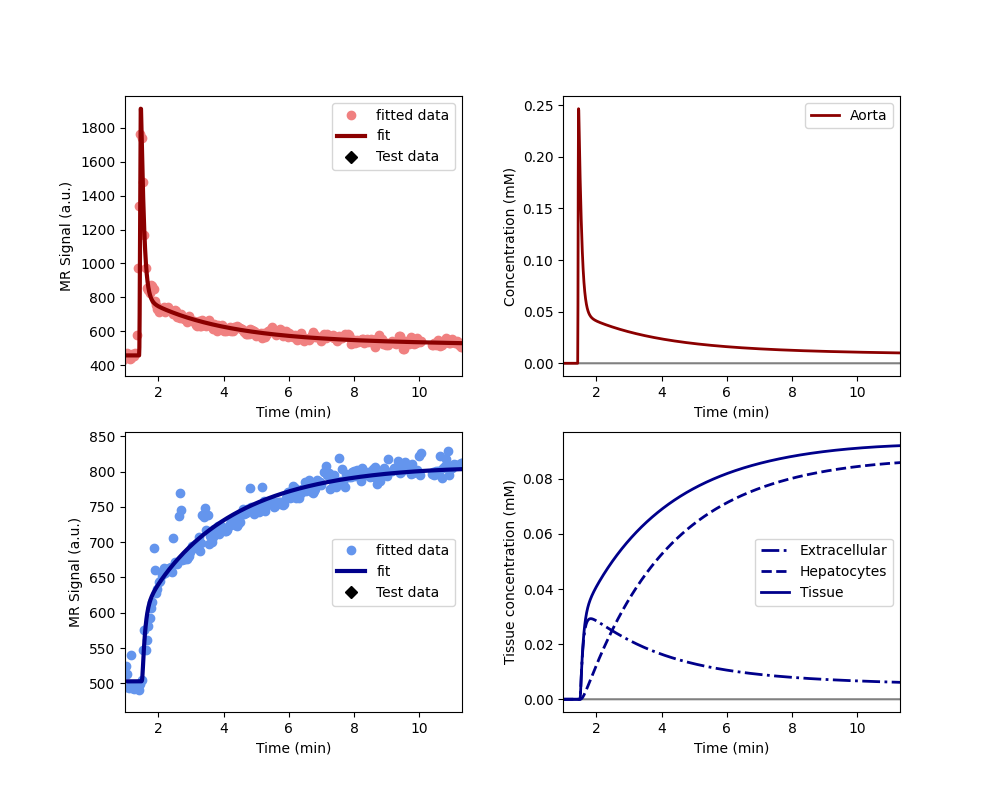 1800
1600
1400
1200
1000
800
600
400
MR Signal (a.u.)
fitted data
fit
Test data
2 4 6 8 10
Time (min)
0.25
0.20
0.15
0.10
0.05
0.00
Concentration (mM)
Aorta
2 4 6 8 10
Time (min)
850
800
750
700
650
600
550
500
MR Signal (a.u.)
fitted data
fit
Test data
2 4 6 8 10
Time (min)
0.08
0.06
0.04
0.02
0.00
Tissue concentration (mM)
Extracellular
Hepatocytes
Tissue
2 4 6 8 10
Time (min)